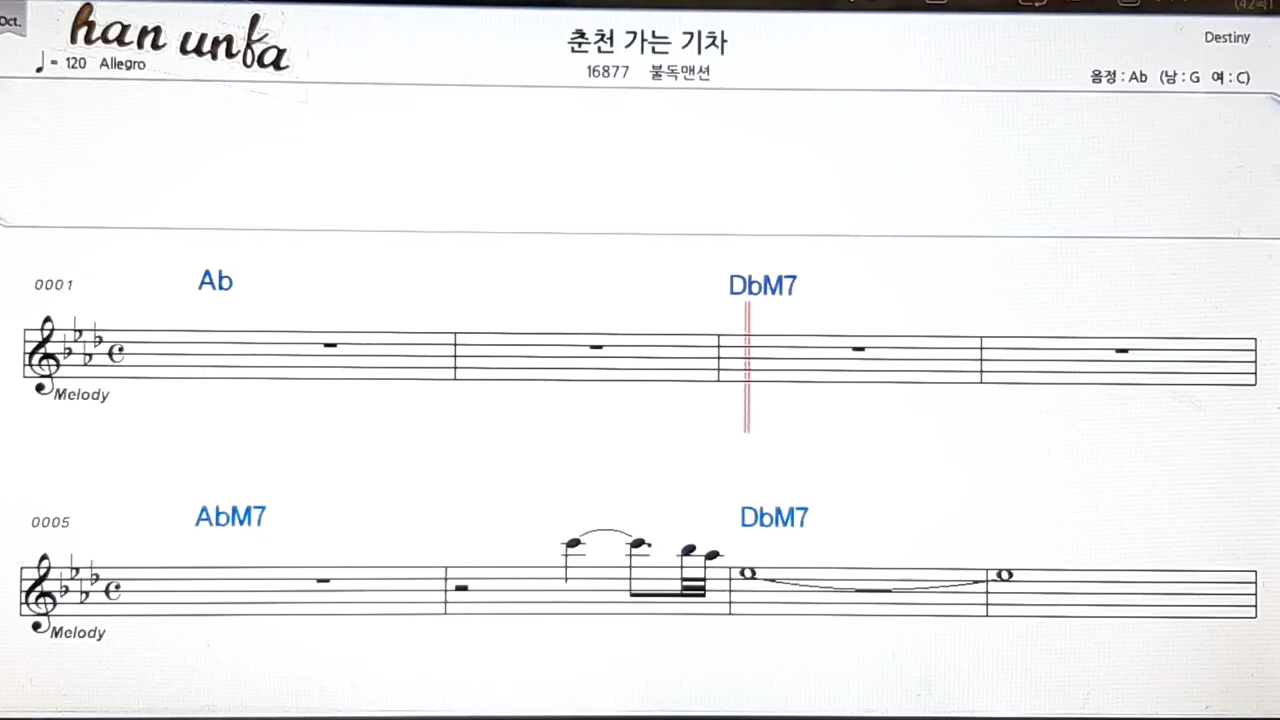 Oct.
han unba
♩= 120 Allegro
춘천 가는 기차
16877 불독맨션
Destiny
음정 : Ab (남 : G 여 : C)
0001
Ab
DbM7
Melody
0005
AbM7
DbM7
Melody